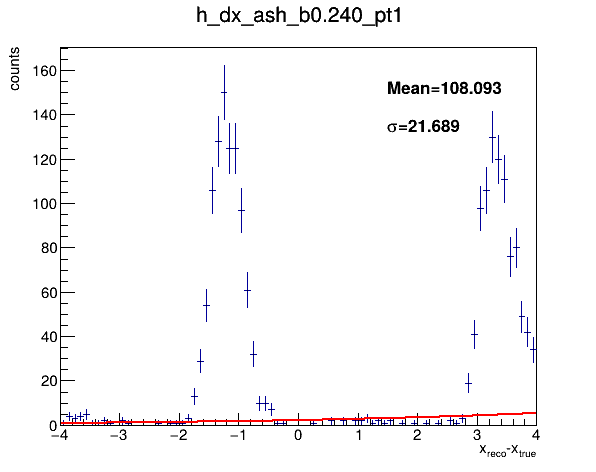 h_dx_ash_b0.240_pt1
counts
Mean=108.093
σ=21.689
160
140
120
100
80
60
40
20
0
−4 −3 −2 −1 0 1 2 3 4
x_reco-x_true